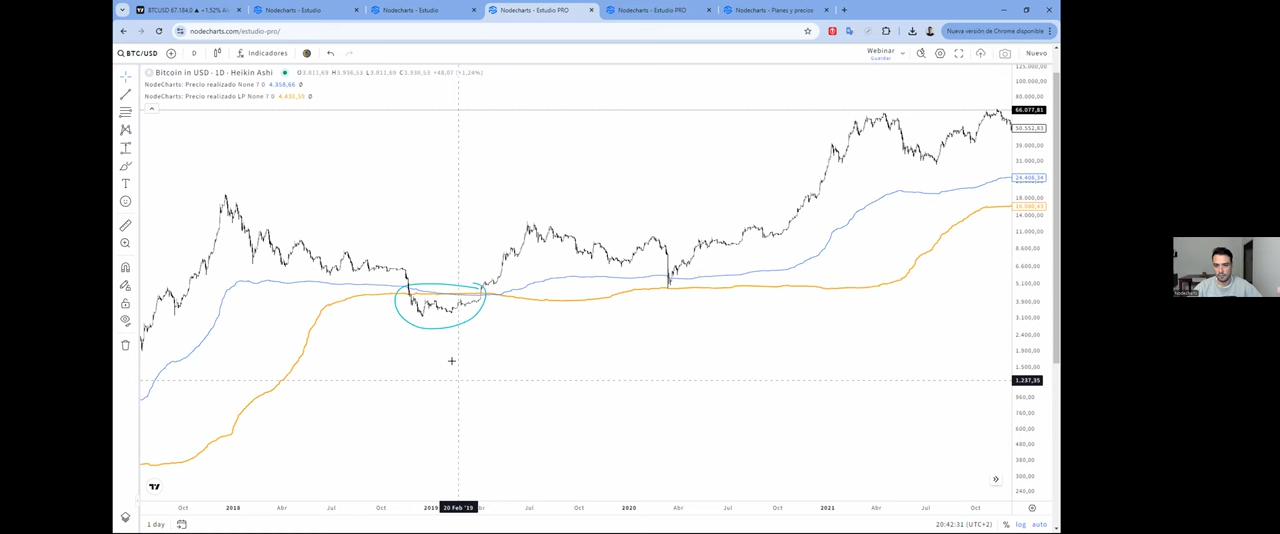 BTCUSD 67.184,0 ▲ +1,52%
Nodecharts - Estudio
Nodecharts - Estudio
Nodecharts - Estudio PRO
Nodecharts - Estudio PRO
Nodecharts - Planes y precios
nodecharts.com/estudio-pro/
Nueva versión de Chrome disponible
BTC/USD
D
Indicadores
Webinar
Guardar
Nuevo
Bitcoin in USD · 1D · Heikin Ashi
NodeCharts: Precio realizado None 7 0 4.358,66 Ø
NodeCharts: Precio realizado LP None 7 0
125.000,00
100.000,00
80.000,00
66.077,81
50.552,83
39.000,00
31.000,00
24.408,34
18.000,00
14.000,00
11.000,00
8.600,00
6.600,00
5.100,00
3.900,00
3.100,00
2.400,00
1.900,00
1.500,00
1.237,35
960,00
760,00
600,00
480,00
380,00
300,00
240,00
Oct
2018
Abr
Jul
Oct
2019
20 Feb '19
Jul
Oct
2020
Abr
Jul
Oct
2021
Abr
Jul
Oct
1 day
20:42:31 (UTC+2)
%
log
auto
Nodecharts